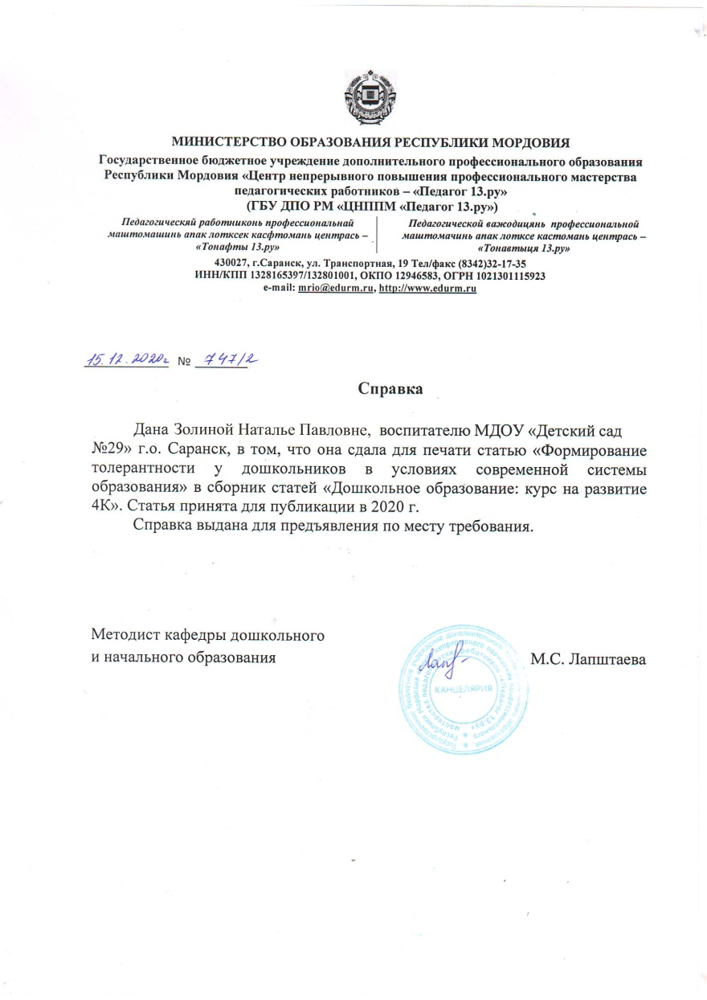 МИНИСТЕРСТВО ОБРАЗОВАНИЯ РЕСПУБЛИКИ МОРДОВИЯ
Государственное бюджетное учреждение дополнительного профессионального образования
Республики Мордовия «Центр непрерывного повышения профессионального мастерства
педагогических работников – «Педагог 13.ру»
(ГБУ ДПО РМ «ЦНППМ «Педагог 13.ру»)
Педагогическяй работниконь профессиональнай
маштомашинь апак лотксек касфтомань центрась –
«Тонафты 13.ру»
Педагогической важодицянь профессиональной
маштомачинь апак лотксе кастомань центрась –
«Тонавтыця 13.ру»
430027, г.Саранск, ул. Транспортная, 19 Тел/факс (8342)32-17-35
ИНН/КПП 1328165397/132801001, ОКПО 12946583, ОГРН 1021301115923
e-mail: mrio@edurm.ru, http://www.edurm.ru
15.12.2020г № 747/2
Справка
Дана Золиной Наталье Павловне, воспитателю МДОУ «Детский сад
№29» г.о. Саранск, в том, что она сдала для печати статью «Формирование
толерантности у дошкольников в условиях современной системы
образования» в сборник статей «Дошкольное образование: курс на развитие
4К». Статья принята для публикации в 2020 г.
Справка выдана для предъявления по месту требования.
Методист кафедры дошкольного
и начального образования
М.С. Лапштаева
КАНЦЕЛЯРИЯ